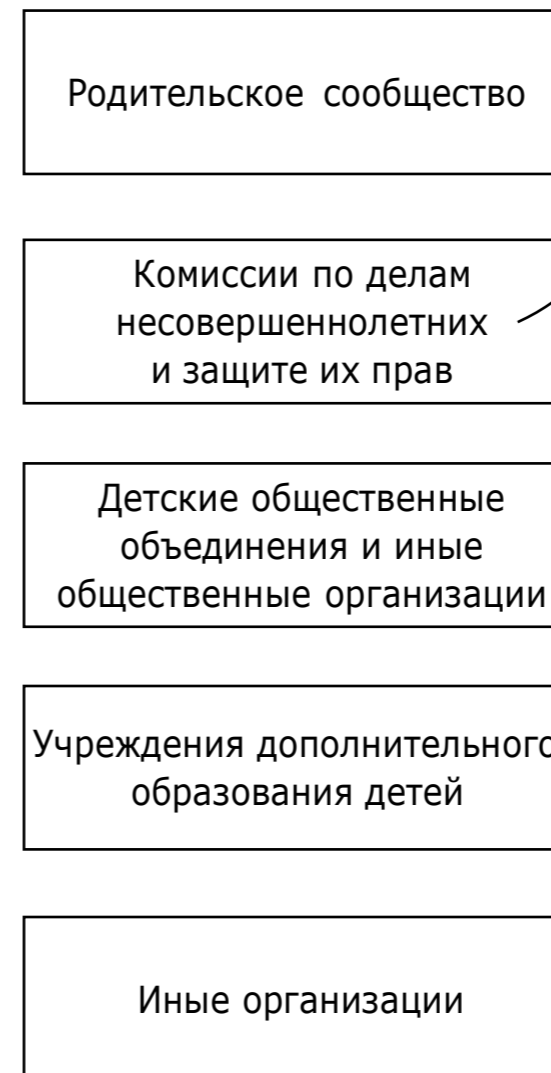 Родительское сообщество
Комиссии по делам
несовершеннолетних
и защите их прав
Детские общественные
объединения и иные
общественные организации
Учреждения дополнительного
образования детей
Иные организации